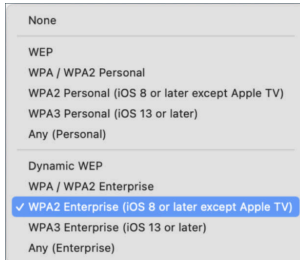 None
WEP
WPA / WPA2 Personal
WPA2 Personal (iOS 8 or later except Apple TV)
WPA3 Personal (iOS 13 or later)
Any (Personal)
Dynamic WEP
WPA / WPA2 Enterprise
✓ WPA2 Enterprise (iOS 8 or later except Apple TV)
WPA3 Enterprise (iOS 13 or later)
Any (Enterprise)